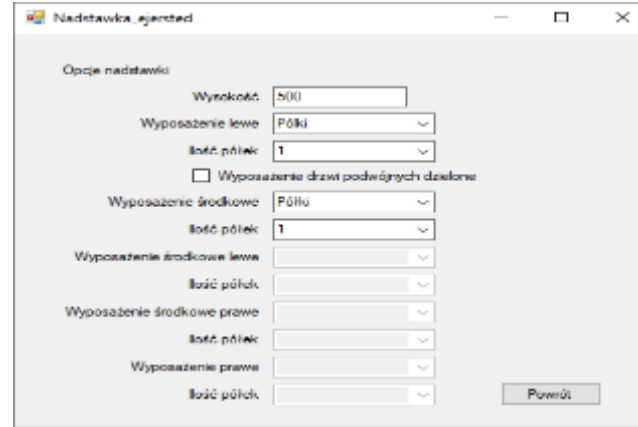 Nadstawka_ejersted
Opcje nadstawki
Wysokość 500
Wyposażenie lewe Półki
Ilość półek 1
Wyposażenie drzwi podwójnych dzielone
Wyposażenie środkowe Półki
Ilość półek 1
Wyposażenie środkowe lewe
Ilość półek
Wyposażenie środkowe prawe
Ilość półek
Wyposażenie prawe
Ilość półek
Powrót